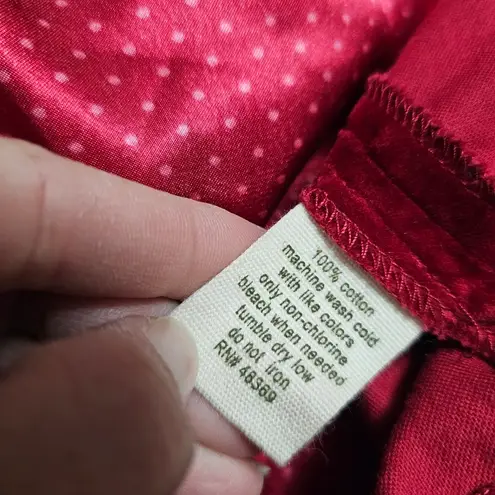 100% cotton
machine wash cold
with like colors
only non-chlorine
bleach when needed
tumble dry low
do not iron
RN# 46369